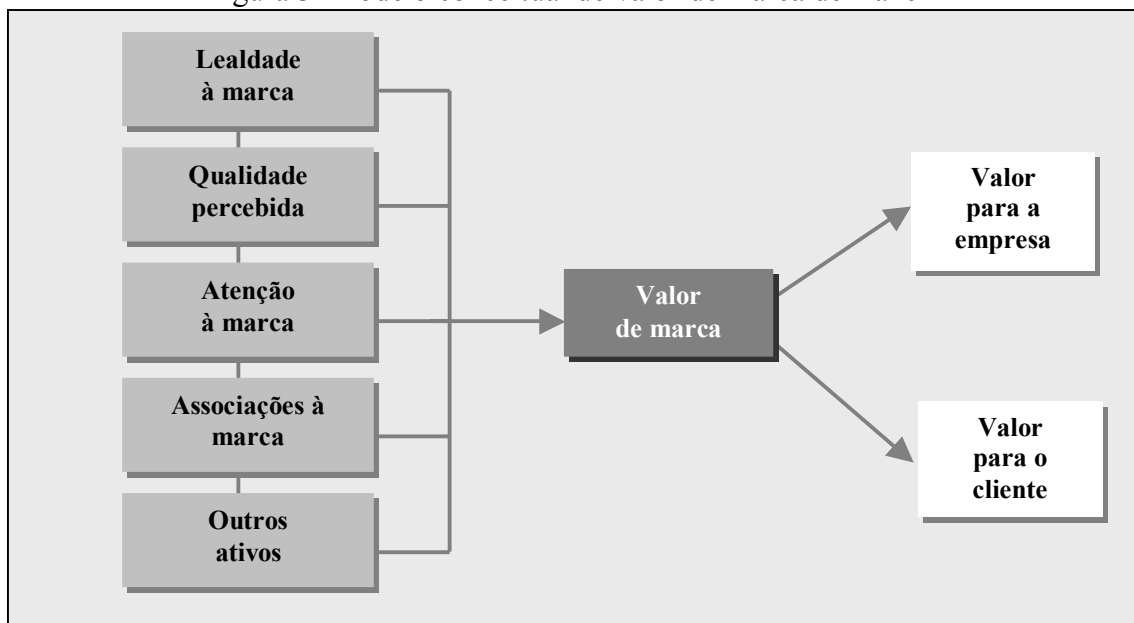 Lealdade
à marca
Qualidade
percebida
Atenção
à marca
Associações à
marca
Outros
ativos
Valor
de marca
Valor
para a
empresa
Valor
para o
cliente